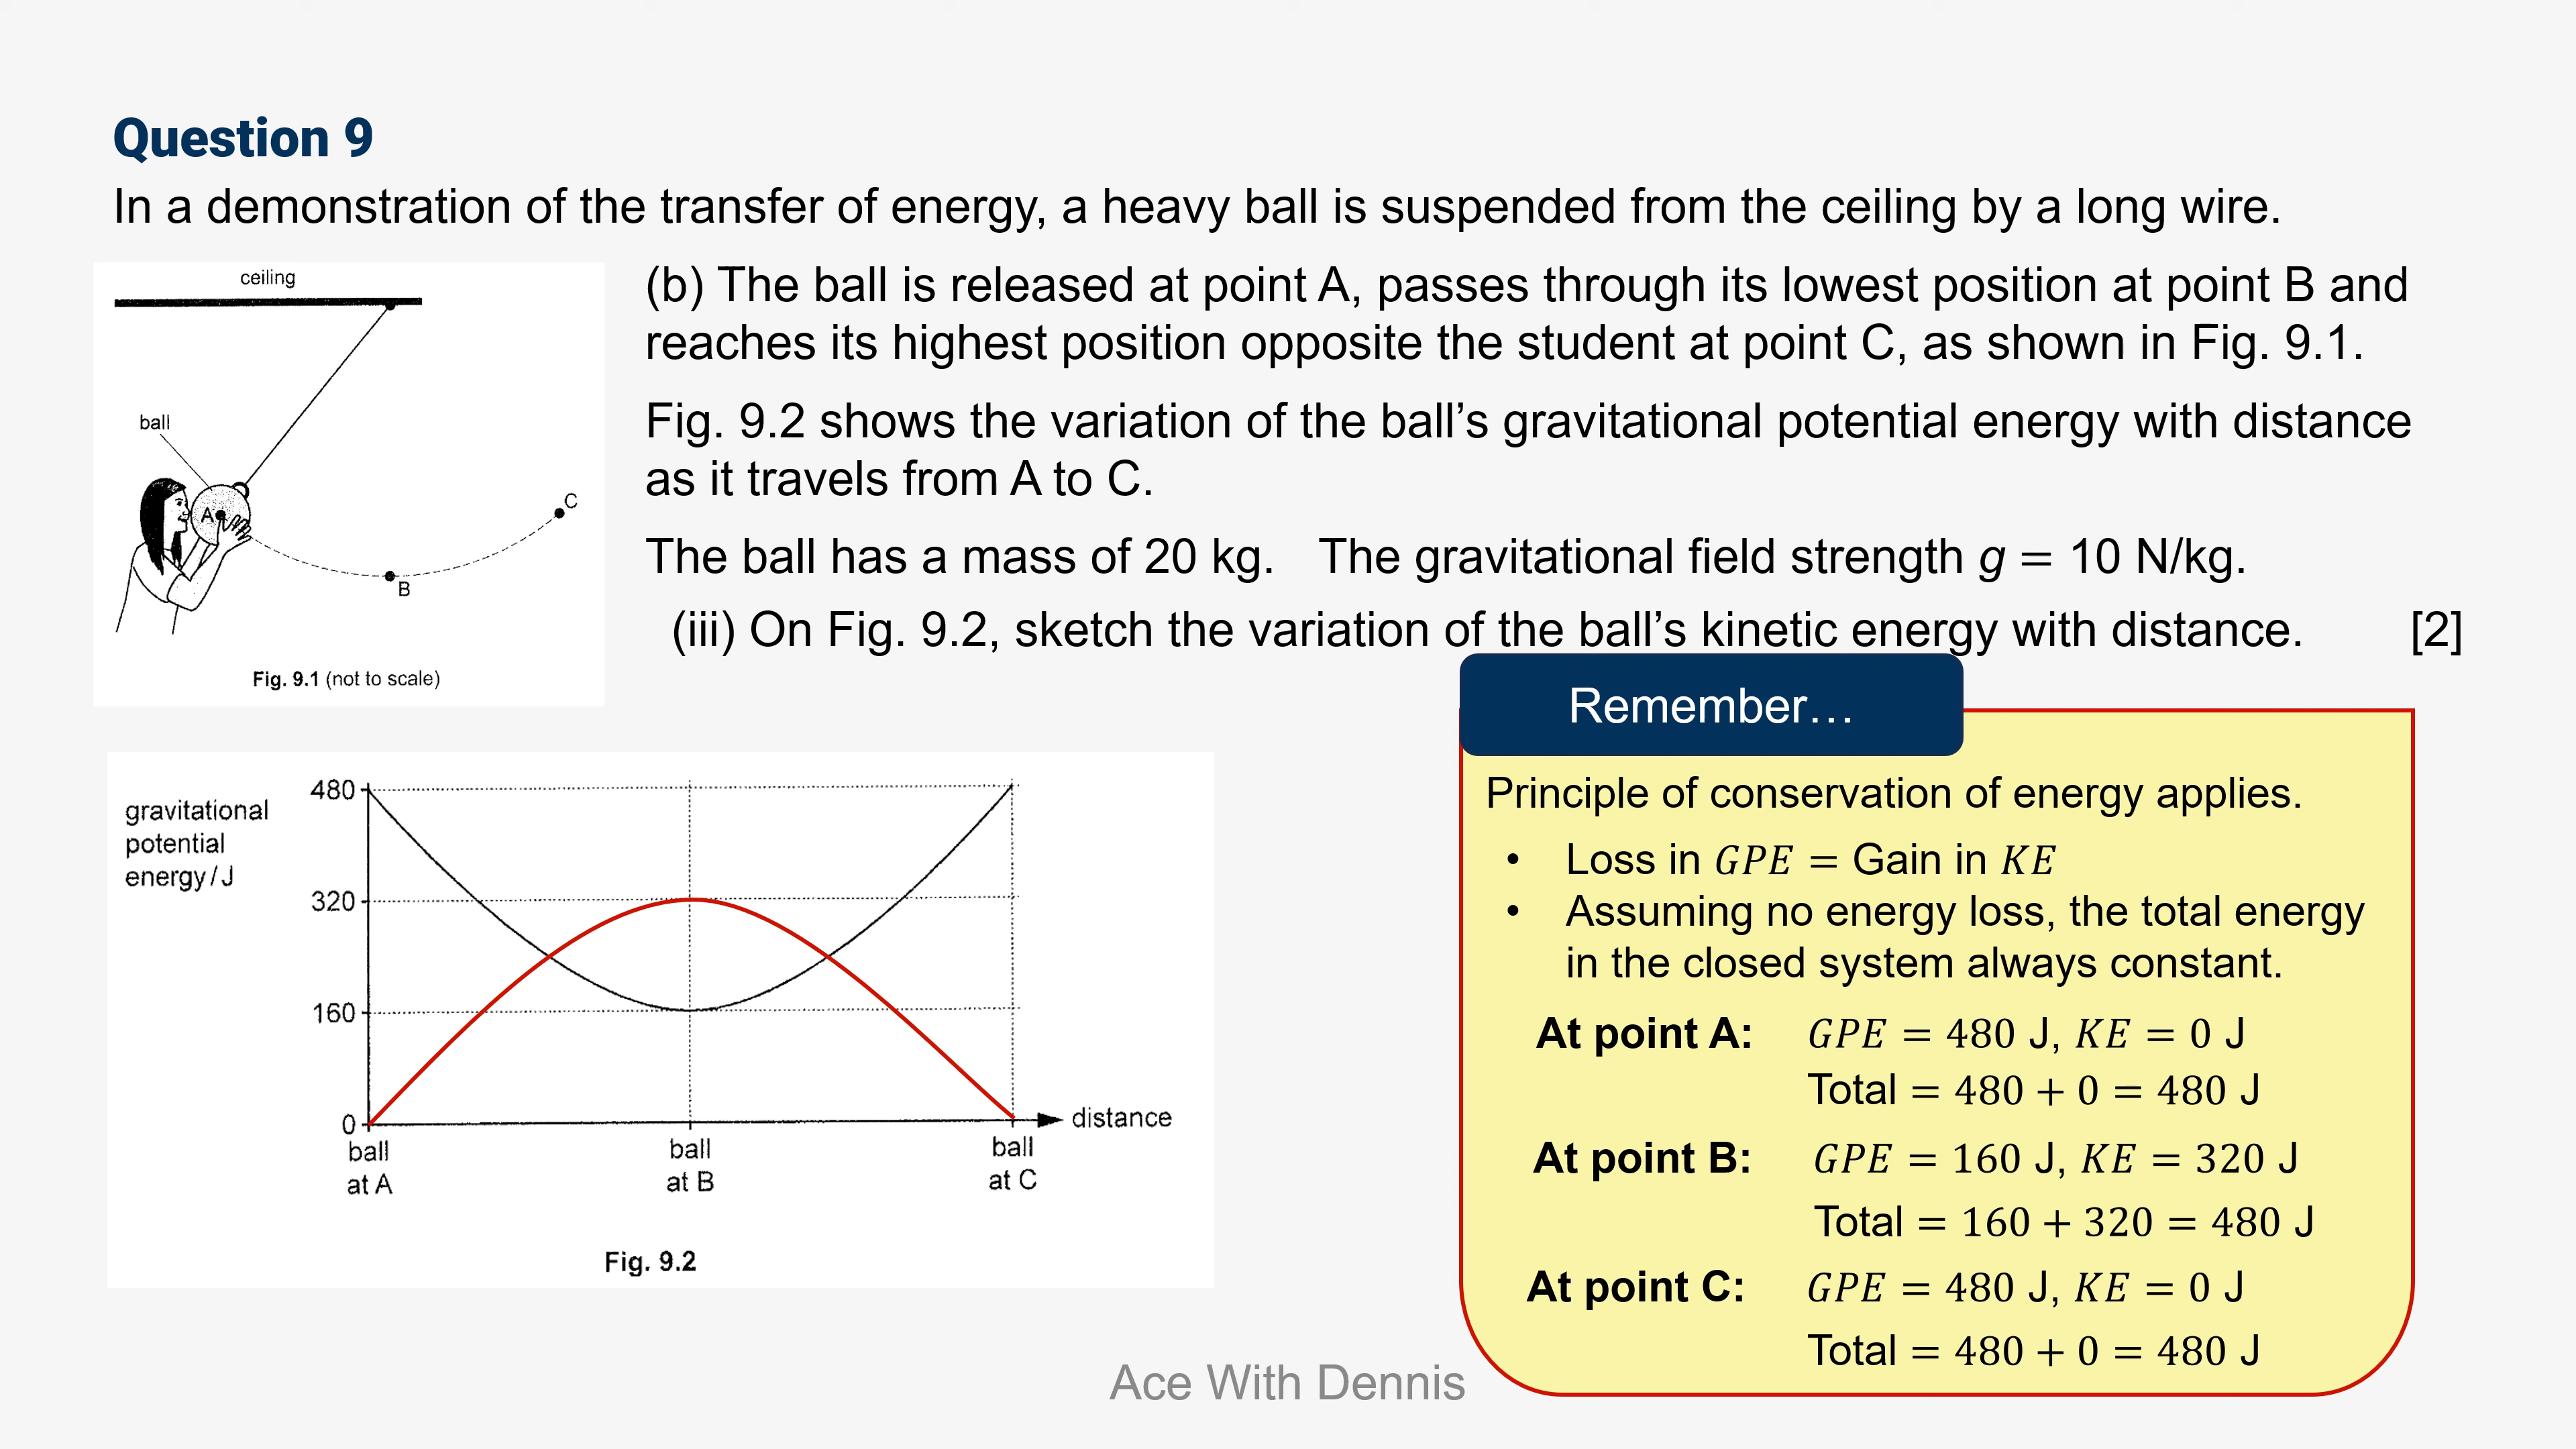 Question 9
In a demonstration of the transfer of energy, a heavy ball is suspended from the ceiling by a long wire.
ceiling
ball
A
B
C
Fig. 9.1 (not to scale)
(b) The ball is released at point A, passes through its lowest position at point B and
reaches its highest position opposite the student at point C, as shown in Fig. 9.1.
Fig. 9.2 shows the variation of the ball’s gravitational potential energy with distance
as it travels from A to C.
The ball has a mass of 20 kg. The gravitational field strength g = 10 N/kg.
(iii) On Fig. 9.2, sketch the variation of the ball’s kinetic energy with distance. [2]
gravitational
potential
energy/J
480
320
160
0
distance
ball
at A
ball
at B
ball
at C
Fig. 9.2
Remember…
Principle of conservation of energy applies.
• Loss in GPE = Gain in KE
• Assuming no energy loss, the total energy
in the closed system always constant.
At point A: GPE = 480 J, KE = 0 J
Total = 480 + 0 = 480 J
At point B: GPE = 160 J, KE = 320 J
Total = 160 + 320 = 480 J
At point C: GPE = 480 J, KE = 0 J
Total = 480 + 0 = 480 J
Ace With Dennis